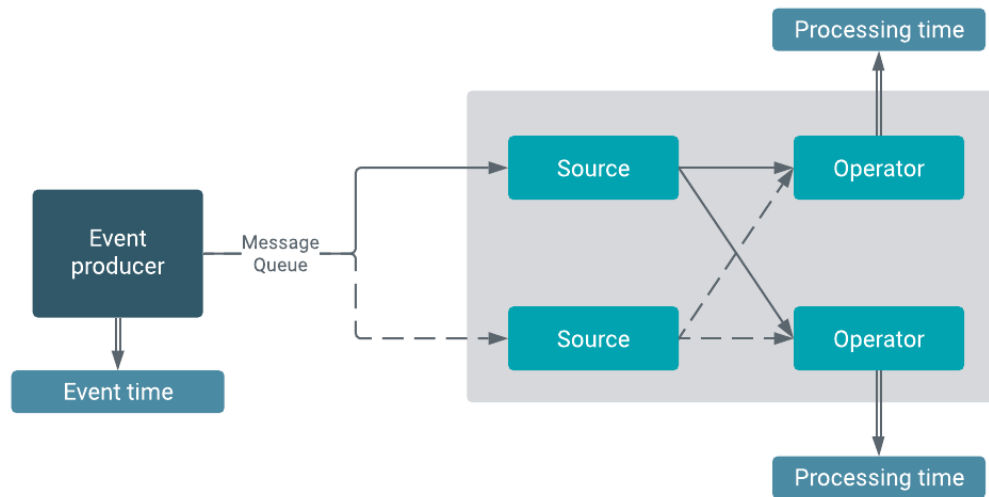 Processing time
Source
Operator
Event
producer
Message
Queue
Source
Operator
Event time
Processing time